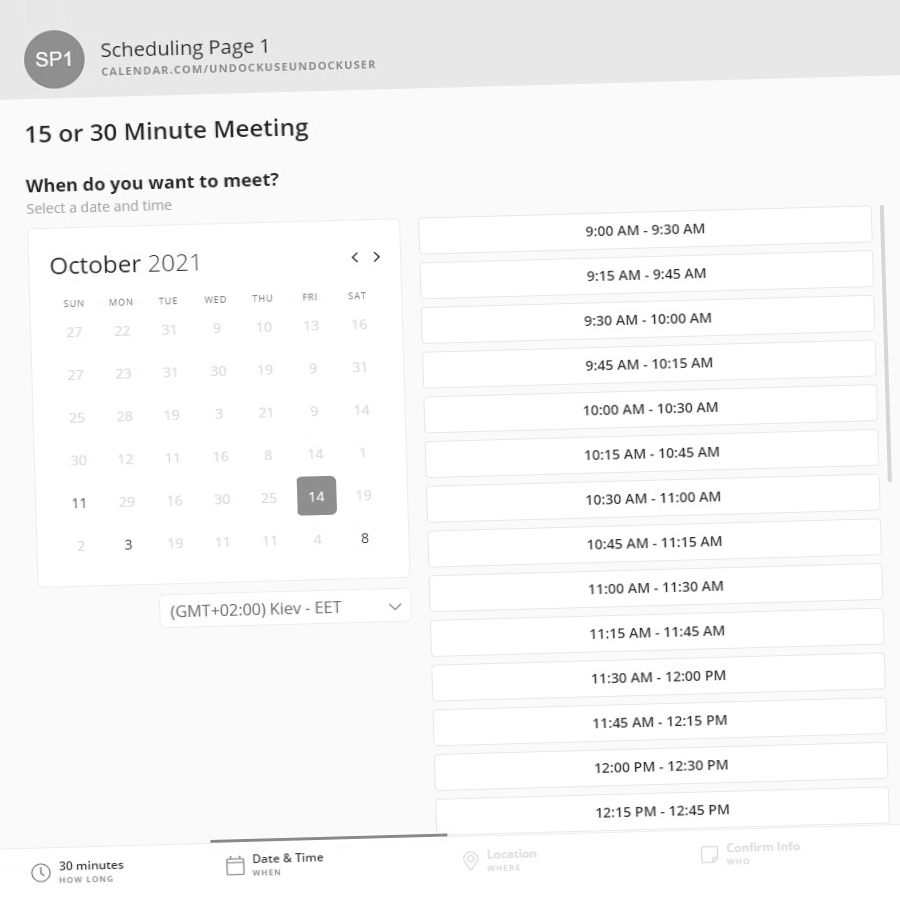 SP1
Scheduling Page 1
CALENDAR.COM/UNDOCKUSEUNDOCKUSER
15 or 30 Minute Meeting
When do you want to meet?
Select a date and time
October 2021
SUN MON TUE WED THU FRI SAT
27 22 31 9 10 13 16
27 23 31 30 19 9 31
25 28 19 3 21 9 14
30 12 11 16 8 14 1
11 29 16 30 25 14 19
2 3 19 11 11 4 8
(GMT+02:00) Kiev - EET
9:00 AM - 9:30 AM
9:15 AM - 9:45 AM
9:30 AM - 10:00 AM
9:45 AM - 10:15 AM
10:00 AM - 10:30 AM
10:15 AM - 10:45 AM
10:30 AM - 11:00 AM
10:45 AM - 11:15 AM
11:00 AM - 11:30 AM
11:15 AM - 11:45 AM
11:30 AM - 12:00 PM
11:45 AM - 12:15 PM
12:00 PM - 12:30 PM
12:15 PM - 12:45 PM
30 minutes
HOW LONG
Date & Time
WHEN
Location
WHERE
Confirm Info
WHO